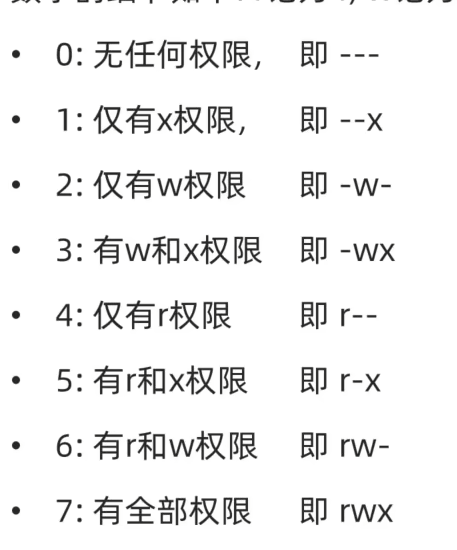 • 0: 无任何权限, 即 ---
• 1: 仅有x权限, 即 --x
• 2: 仅有w权限 即 -w-
• 3: 有w和x权限 即 -wx
• 4: 仅有r权限 即 r--
• 5: 有r和x权限 即 r-x
• 6: 有r和w权限 即 rw-
• 7: 有全部权限 即 rwx